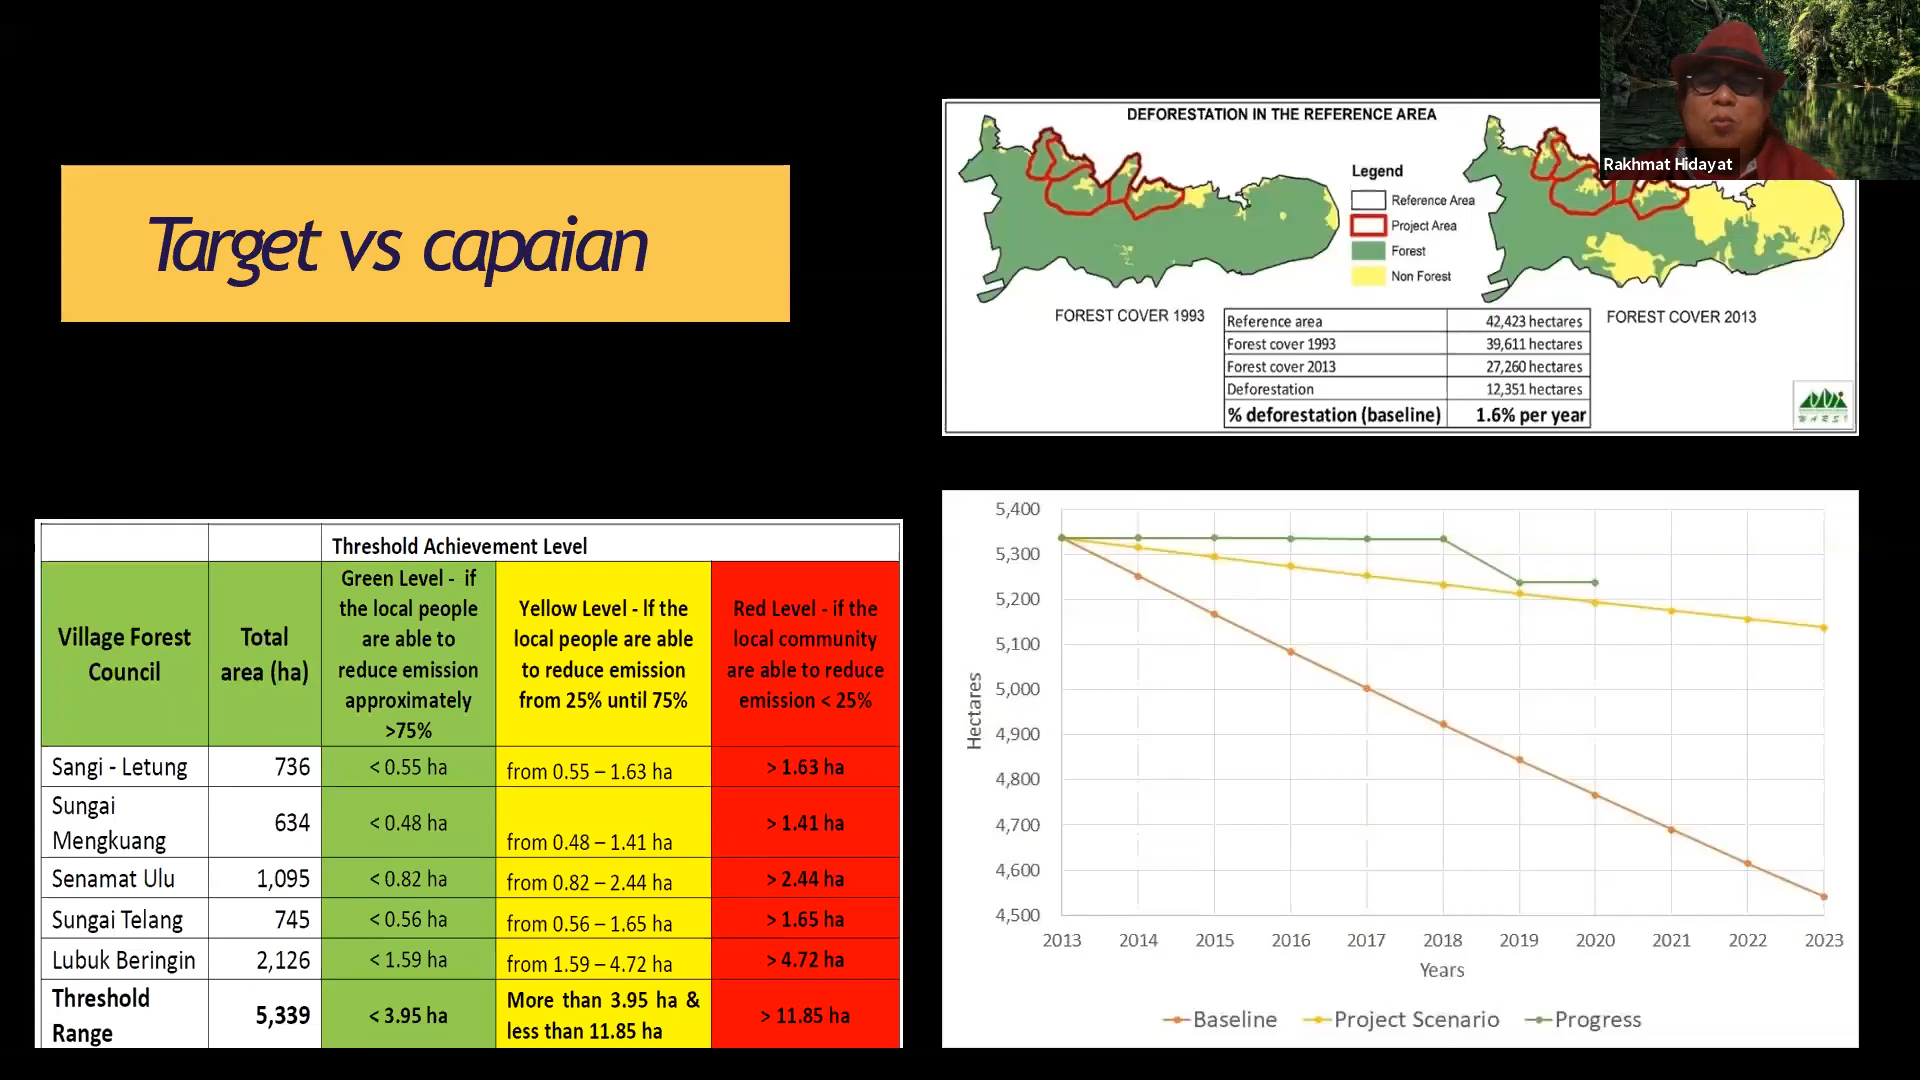 Target vs capaian
DEFORESTATION IN THE REFERENCE AREA
Legend
Reference Area
Project Area
Forest
Non Forest
FOREST COVER 1993
FOREST COVER 2013
Reference area 42,423 hectares
Forest cover 1993 39,611 hectares
Forest cover 2013 27,260 hectares
Deforestation 12,351 hectares
% deforestation (baseline) 1.6% per year
WARSI
Rakhmat Hidayat
Threshold Achievement Level
Village Forest
Council
Total
area (ha)
Green Level - if
the local people
are able to
reduce emission
approximately
>75%
Yellow Level - If the
local people are able
to reduce emission
from 25% until 75%
Red Level - if the
local community
are able to reduce
emission < 25%
Sangi - Letung 736 < 0.55 ha from 0.55 – 1.63 ha > 1.63 ha
Sungai
Mengkuang 634 < 0.48 ha from 0.48 – 1.41 ha > 1.41 ha
Senamat Ulu 1,095 < 0.82 ha from 0.82 – 2.44 ha > 2.44 ha
Sungai Telang 745 < 0.56 ha from 0.56 – 1.65 ha > 1.65 ha
Lubuk Beringin 2,126 < 1.59 ha from 1.59 – 4.72 ha > 4.72 ha
Threshold
Range
5,339 < 3.95 ha
More than 3.95 ha &
less than 11.85 ha
> 11.85 ha
5,400
5,300
5,200
5,100
5,000
4,900
4,800
4,700
4,600
4,500
Hectares
2013 2014 2015 2016 2017 2018 2019 2020 2021 2022 2023
Years
Baseline Project Scenario Progress